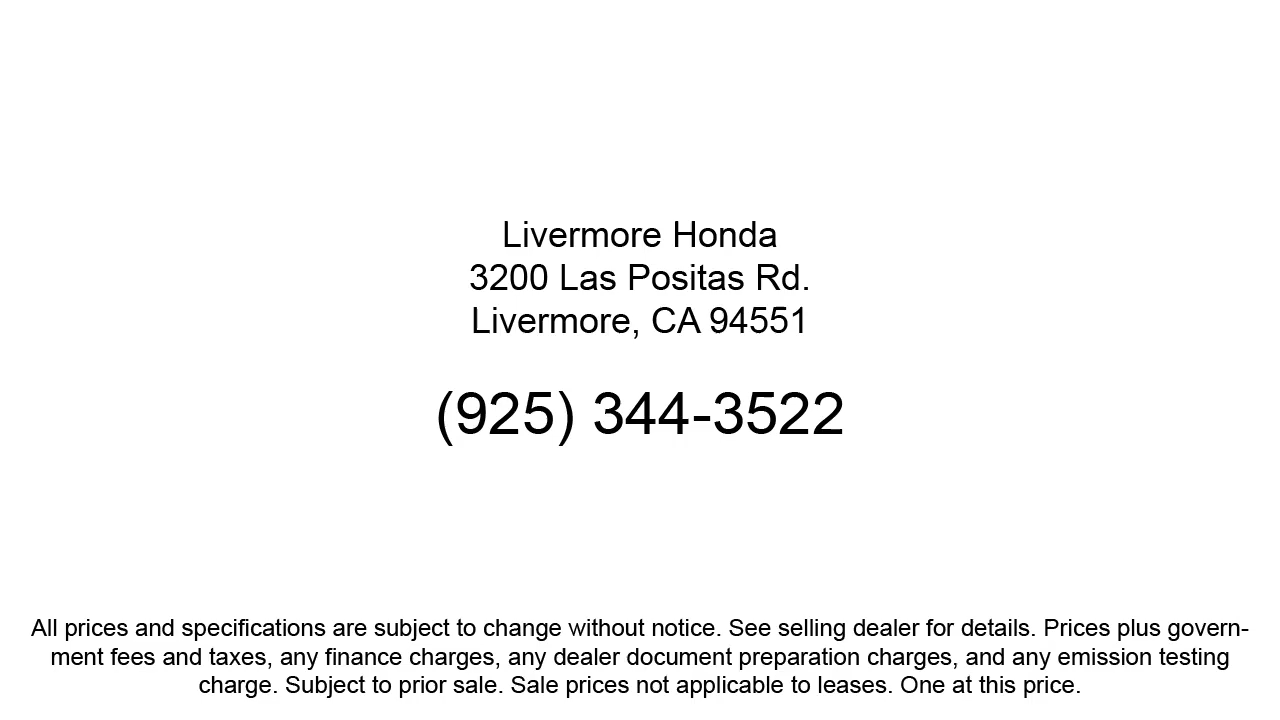 Livermore Honda
3200 Las Positas Rd.
Livermore, CA 94551
(925) 344-3522
All prices and specifications are subject to change without notice. See selling dealer for details. Prices plus govern-
ment fees and taxes, any finance charges, any dealer document preparation charges, and any emission testing
charge. Subject to prior sale. Sale prices not applicable to leases. One at this price.